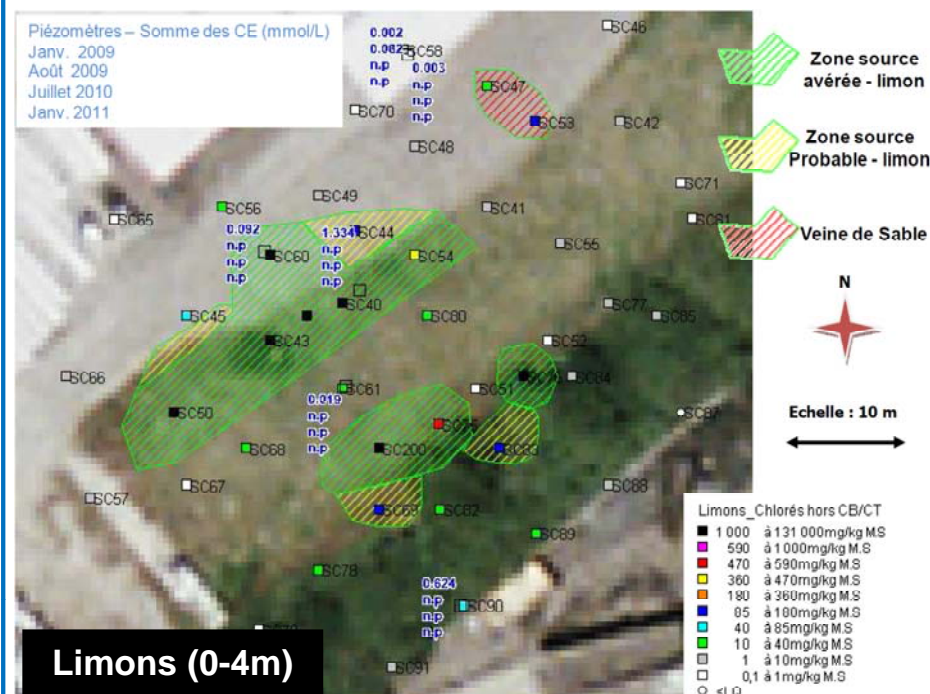 Piézomètres – Somme des CE (mmol/L)
Janv. 2009
Août 2009
Juillet 2010
Janv. 2011
0.002
0.082
n.p
n.p
SC58
0.003
n.p
n.p
n.p
SC46
SC70
SC47
SC53
SC42
SC48
SC71
SC49
SC65
SC56
SC41
SC81
0.092
n.p
n.p
n.p
1.334
n.p
n.p
n.p
SC44
SC55
SC60
SC54
SC40
SC77
SC45
SC80
SC85
SC43
SC52
SC66
SC61
SC51
SC84
0.019
n.p
n.p
n.p
SC50
SC87
SC68
SC200
SC83
SC67
SC57
SC88
SC69
SC82
SC89
SC78
0.624
n.p
n.p
n.p
SC90
SC91
Limons (0-4m)
Zone source
avérée - limon
Zone source
Probable - limon
Veine de Sable
N
Echelle : 10 m
Limons_Chlorés hors CB/CT
1 000 à 131 000mg/kg M.S
590 à 1 000mg/kg M.S
470 à 590mg/kg M.S
360 à 470mg/kg M.S
180 à 360mg/kg M.S
85 à 180mg/kg M.S
40 à 85mg/kg M.S
10 à 40mg/kg M.S
1 à 10mg/kg M.S
0,1 à 1mg/kg M.S
<LQ